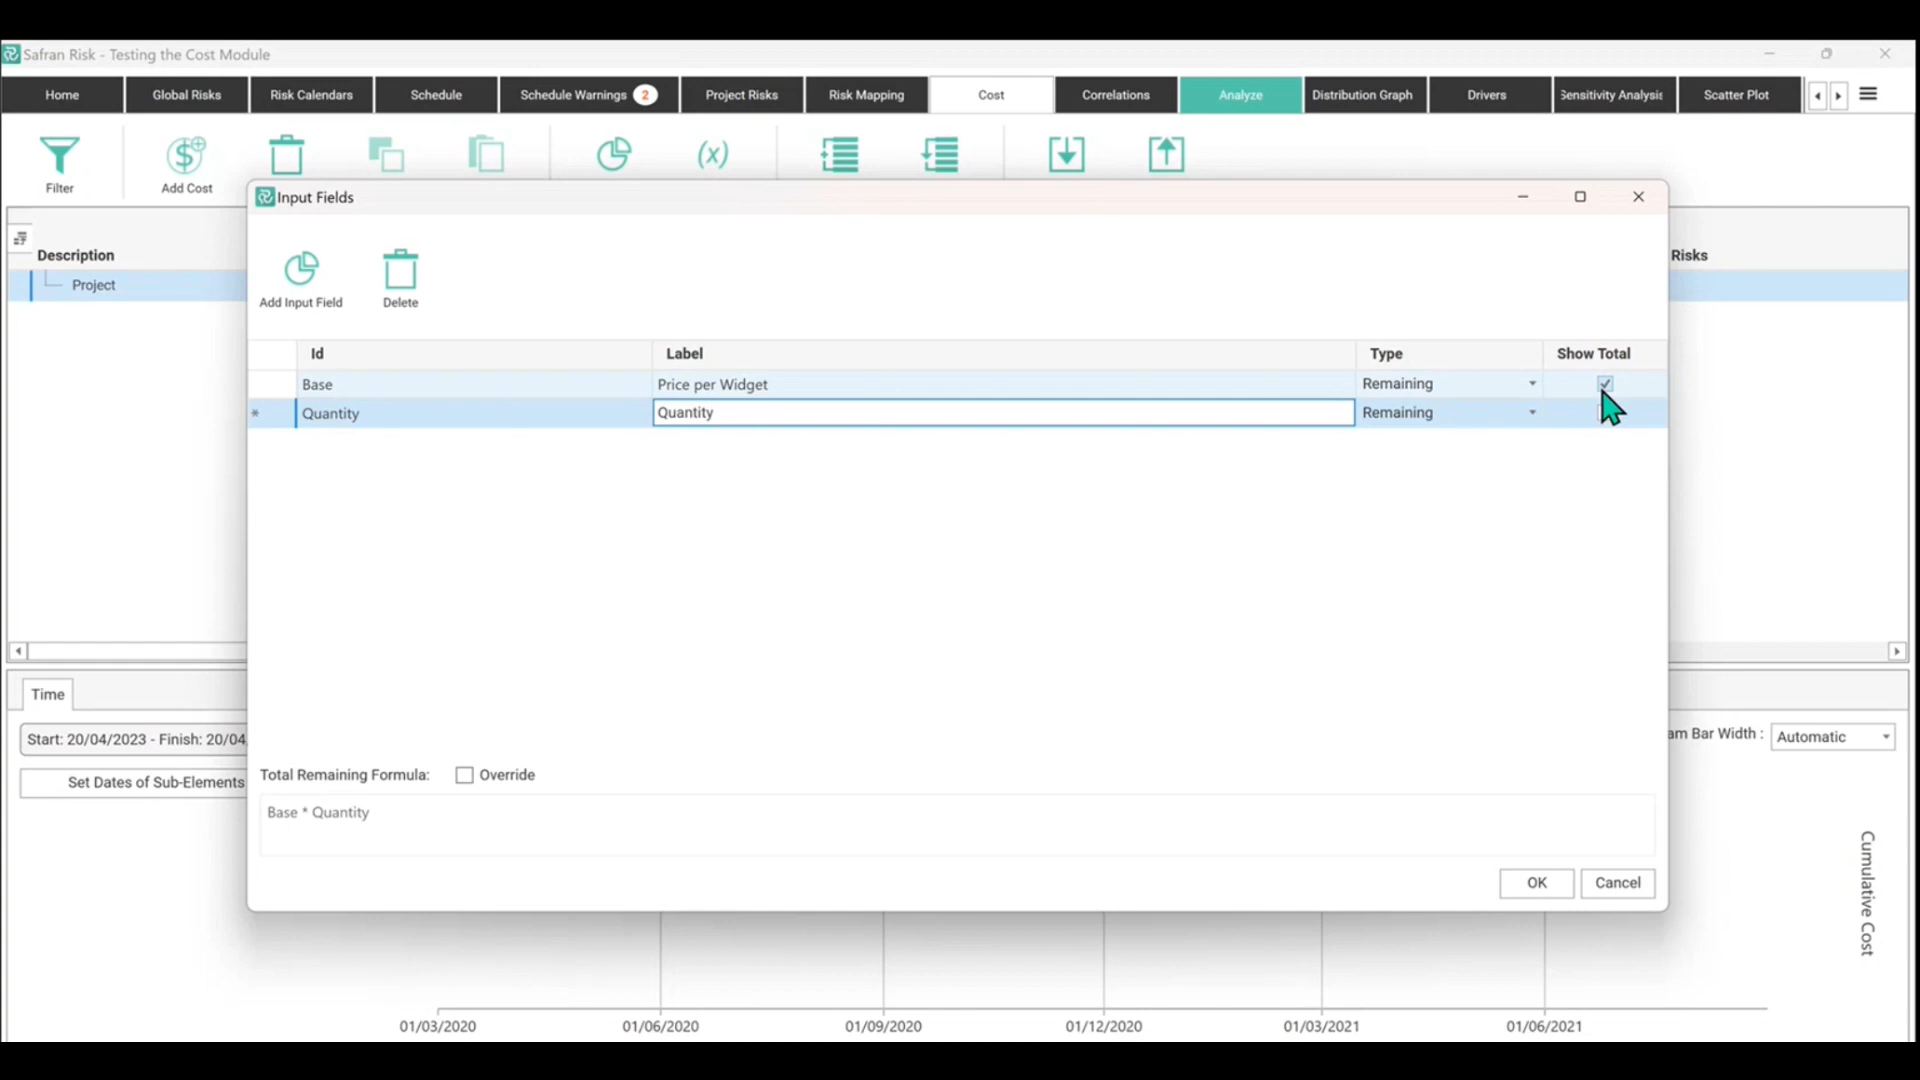 Safran Risk - Testing the Cost Module
Home Global Risks Risk Calendars Schedule Schedule Warnings 2 Project Risks Risk Mapping Cost Correlations Analyze Distribution Graph Drivers Sensitivity Analysis Scatter Plot
(x)
Filter Add Cost
Input Fields
Description Risks
Project
Add Input Field Delete
Id Label Type Show Total
Base Price per Widget Remaining
* Quantity Quantity Remaining
Time
Start: 20/04/2023 - Finish: 20/04
am Bar Width : Automatic
Set Dates of Sub-Elements
Total Remaining Formula: Override
Base * Quantity
OK Cancel
Cumulative Cost
01/03/2020 01/06/2020 01/09/2020 01/12/2020 01/03/2021 01/06/2021